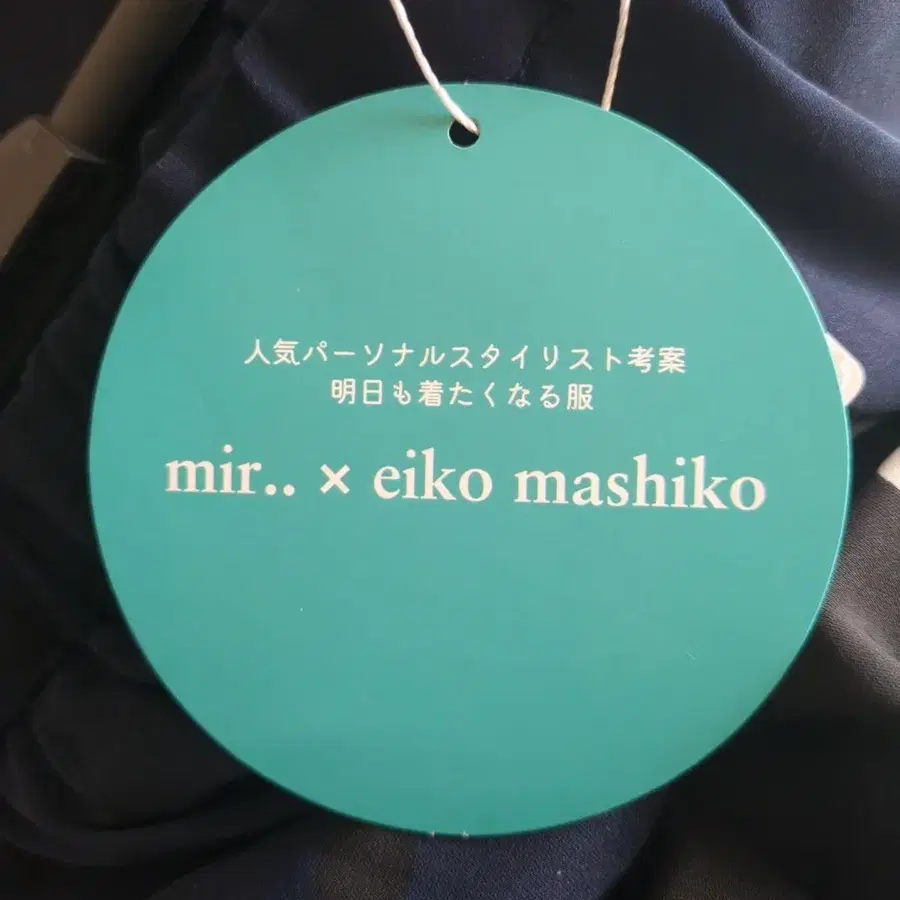 人気パーソナルスタイリスト考案
明日も着たくなる服
mir.. × eiko mashiko